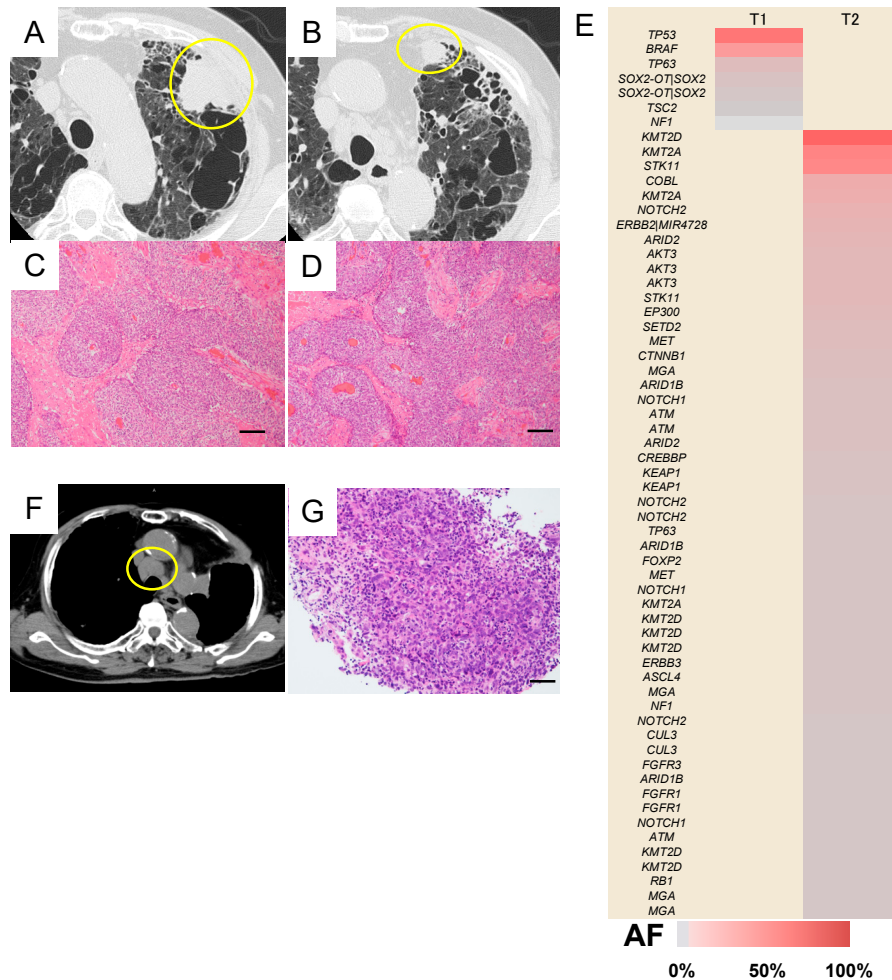 A
B
C
D
E
T1
T2
TP53
BRAF
TP63
SOX2-OT|SOX2
SOX2-OT|SOX2
TSC2
NF1
KMT2D
KMT2A
STK11
COBL
KMT2A
NOTCH2
ERBB2|MIR4728
ARID2
AKT3
AKT3
AKT3
STK11
EP300
SETD2
MET
CTNNB1
MGA
ARID1B
NOTCH1
ATM
ATM
ARID2
CREBBP
KEAP1
KEAP1
NOTCH2
NOTCH2
TP63
ARID1B
FOXP2
MET
NOTCH1
KMT2A
KMT2D
KMT2D
KMT2D
ERBB3
ASCL4
MGA
NF1
NOTCH2
CUL3
CUL3
FGFR3
ARID1B
FGFR1
FGFR1
NOTCH1
ATM
KMT2D
KMT2D
RB1
MGA
MGA
AF
0% 50% 100%
F
G